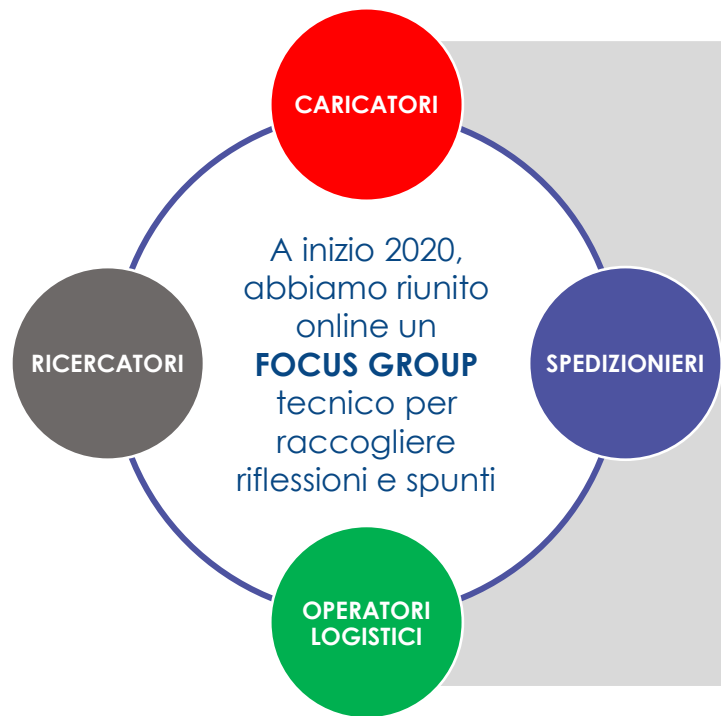 CARICATORI
A inizio 2020,
abbiamo riunito
online un
FOCUS GROUP
tecnico per
raccogliere
riflessioni e spunti
RICERCATORI
SPEDIZIONIERI
OPERATORI
LOGISTICI